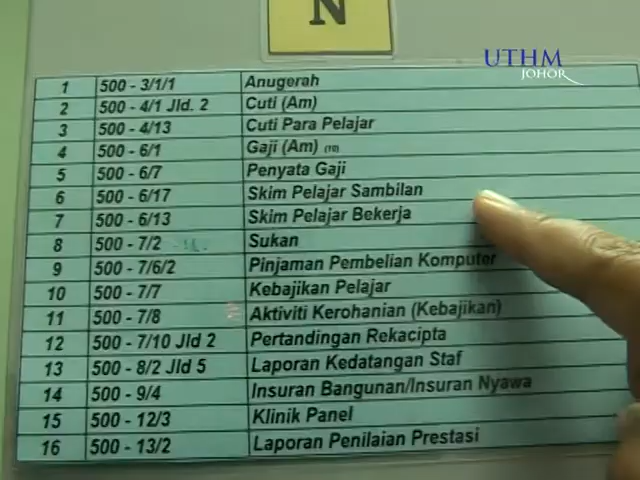 N
UTHM
JOHOR
1 500 - 3/1/1 Anugerah
2 500 - 4/1 Jld. 2 Cuti (Am)
3 500 - 4/13 Cuti Para Pelajar
4 500 - 6/1 Gaji (Am) (10)
5 500 - 6/7 Penyata Gaji
6 500 - 6/17 Skim Pelajar Sambilan
7 500 - 6/13 Skim Pelajar Bekerja
8 500 - 7/2 Sukan
9 500 - 7/6/2 Pinjaman Pembelian Komputer
10 500 - 7/7 Kebajikan Pelajar
11 500 - 7/8 Aktiviti Kerohanian (Kebajikan)
12 500 - 7/10 Jld 2 Pertandingan Rekacipta
13 500 - 8/2 Jld 5 Laporan Kedatangan Staf
14 500 - 9/4 Insuran Bangunan/Insuran Nyawa
15 500 - 12/3 Klinik Panel
16 500 - 13/2 Laporan Penilaian Prestasi